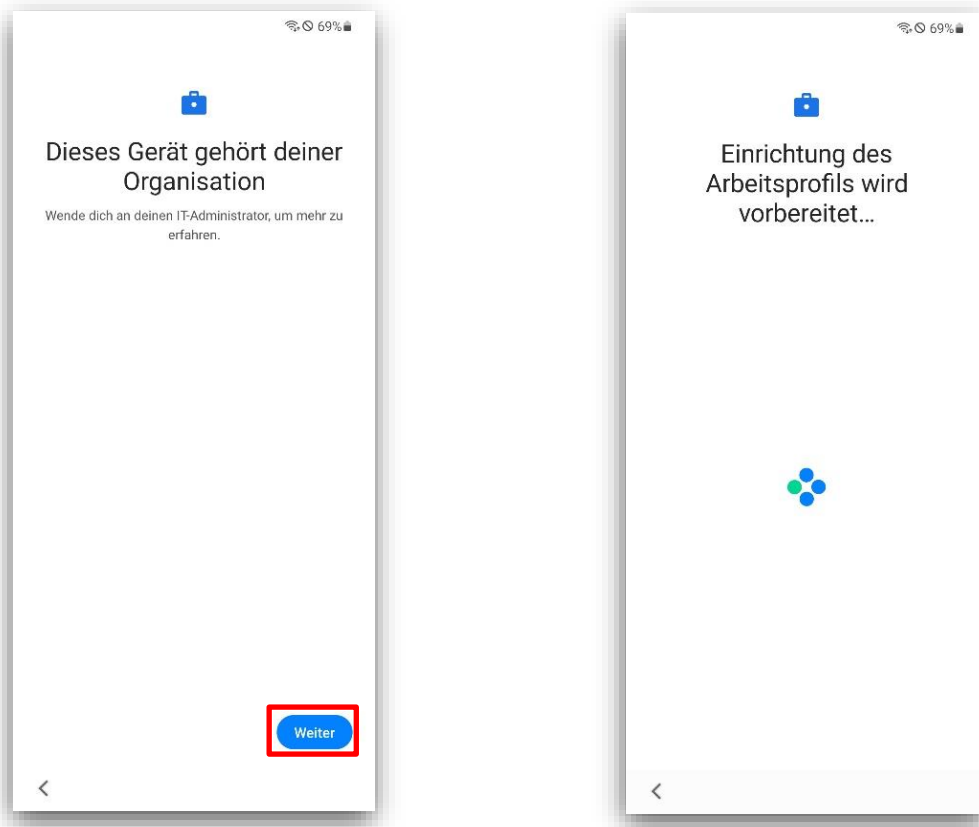 69%
Dieses Gerät gehört deiner
Organisation
Wende dich an deinen IT-Administrator, um mehr zu
erfahren.
Weiter
69%
Einrichtung des
Arbeitsprofils wird
vorbereitet...